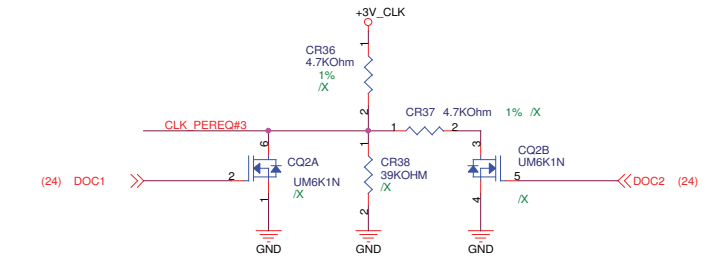 +3V_CLK
1
CR36
4.7KOhm
1%
/X
2
CR37 4.7KOhm 1% /X
CLK_PEREQ#3
1 2
6
1
3
CQ2A
CR38
CQ2B
39KOHM
UM6K1N
(24) DOC1
2
UM6K1N
/X
/X
5
DOC2 (24)
1
2
4
/X
GND
GND
GND